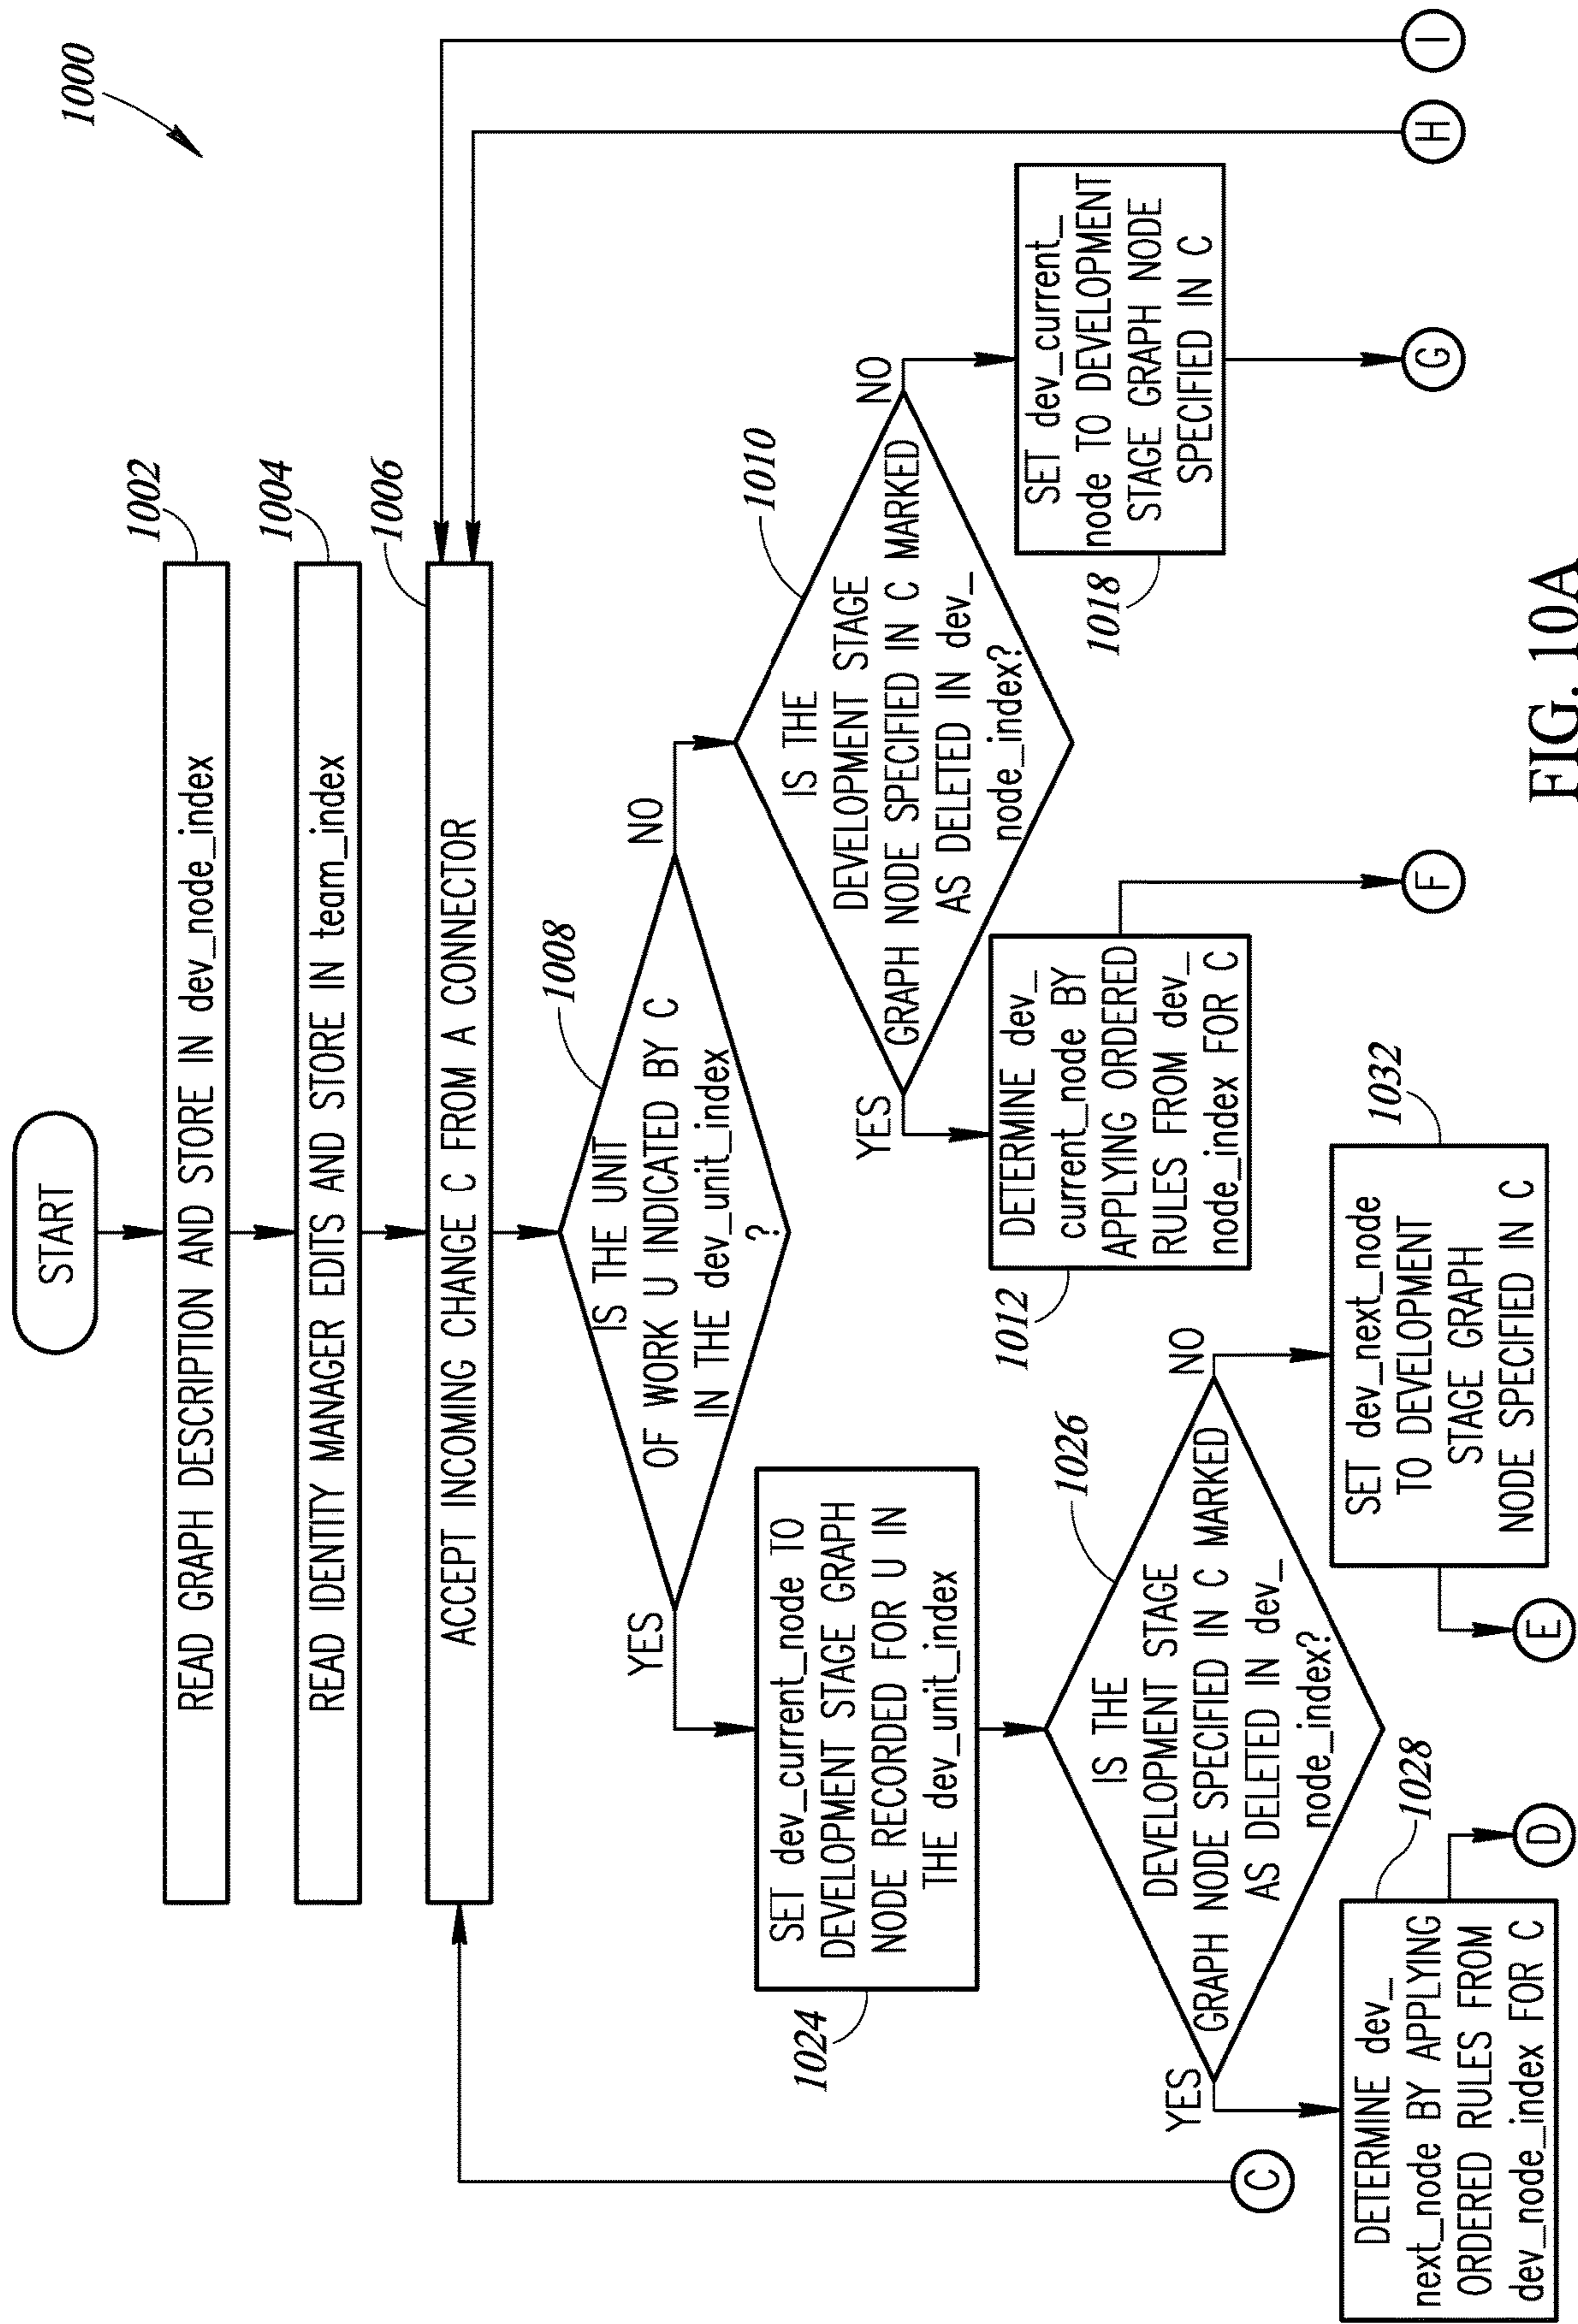 1000
START
READ GRAPH DESCRIPTION AND STORE IN dev_node_index
1002
READ IDENTITY MANAGER EDITS AND STORE IN team_index
1004
ACCEPT INCOMING CHANGE C FROM A CONNECTOR
1006
IS THE UNIT
OF WORK U INDICATED BY C
IN THE dev_unit_index
?
1008
YES
NO
SET dev_current_node TO
DEVELOPMENT STAGE GRAPH
NODE RECORDED FOR U IN
THE dev_unit_index
1024
IS THE
DEVELOPMENT STAGE
GRAPH NODE SPECIFIED IN C MARKED
AS DELETED IN dev_
node_index?
1010
YES
NO
DETERMINE dev_
current_node BY
APPLYING ORDERED
RULES FROM dev_
node_index FOR C
1012
SET dev_current_
node TO DEVELOPMENT
STAGE GRAPH NODE
SPECIFIED IN C
1018
IS THE
DEVELOPMENT STAGE
GRAPH NODE SPECIFIED IN C MARKED
AS DELETED IN dev_
node_index?
1026
YES
NO
DETERMINE dev_
next_node BY APPLYING
ORDERED RULES FROM
dev_node_index FOR C
1028
SET dev_next_node
TO DEVELOPMENT
STAGE GRAPH
NODE SPECIFIED IN C
1032
C
D
E
F
G
H
I
FIG. 10A